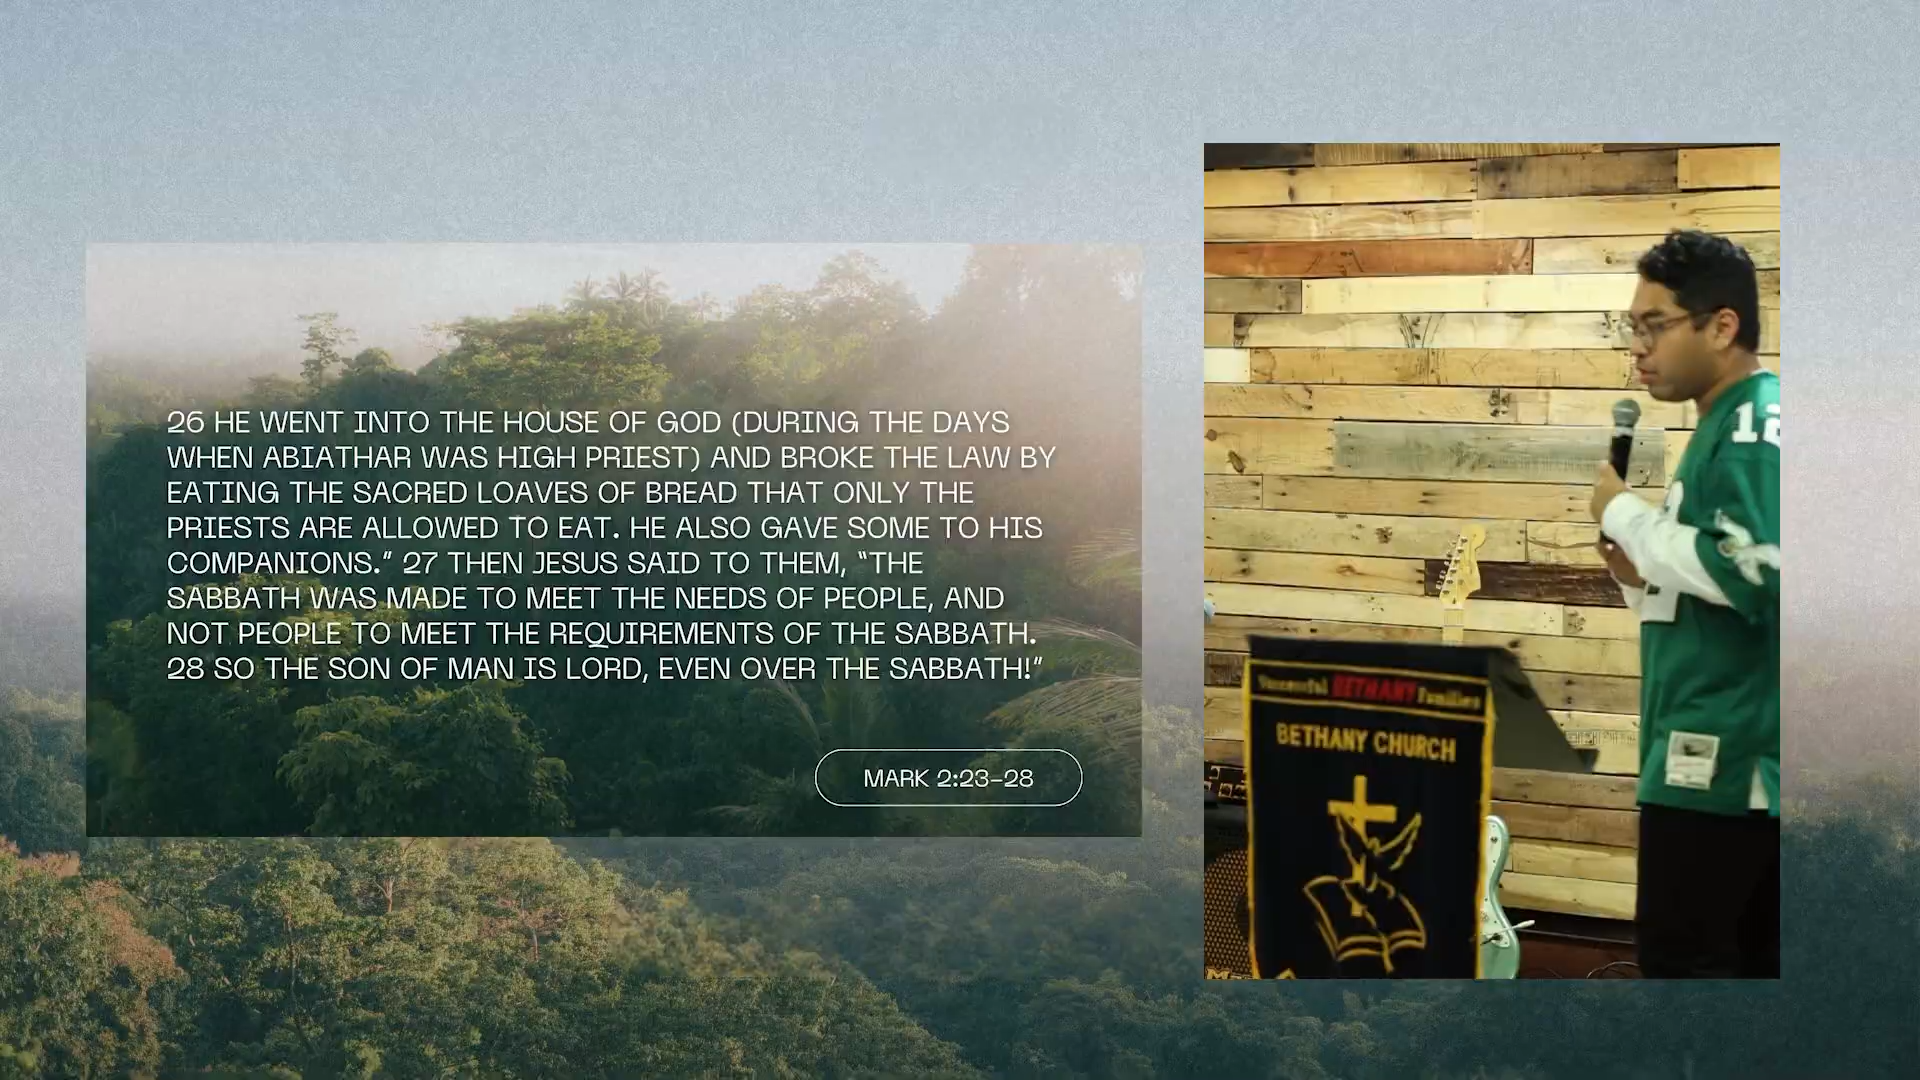 26 HE WENT INTO THE HOUSE OF GOD (DURING THE DAYS
WHEN ABIATHAR WAS HIGH PRIEST) AND BROKE THE LAW BY
EATING THE SACRED LOAVES OF BREAD THAT ONLY THE
PRIESTS ARE ALLOWED TO EAT. HE ALSO GAVE SOME TO HIS
COMPANIONS.” 27 THEN JESUS SAID TO THEM, “THE
SABBATH WAS MADE TO MEET THE NEEDS OF PEOPLE, AND
NOT PEOPLE TO MEET THE REQUIREMENTS OF THE SABBATH.
28 SO THE SON OF MAN IS LORD, EVEN OVER THE SABBATH!”
MARK 2:23–28
12
Successful BETHANY Families
BETHANY CHURCH